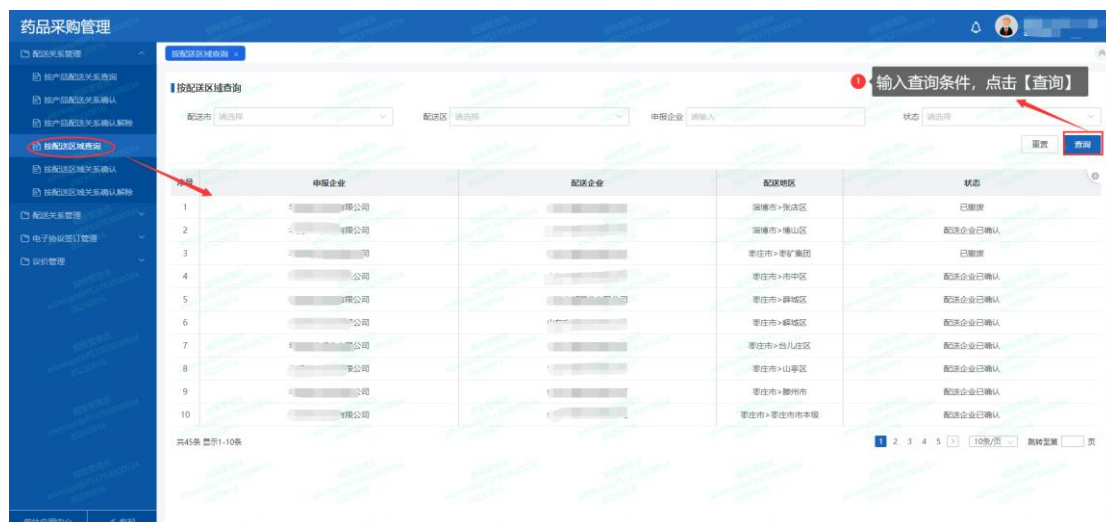 药品采购管理
配送关系管理
按产品配送关系查询
按产品配送关系确认
按产品配送关系确认解除
按配送区域查询
按配送区域关系确认
按配送区域关系确认解除
配送关系管理
电子协议签订管理
议价管理
按配送区域查询 ×
按配送区域查询
1 输入查询条件，点击【查询】
配送市 请选择 配送区 请选择 申报企业 请输入 状态 请选择
重置 查询
序号 申报企业 配送企业 配送地区 状态
1 有限公司 淄博市>张店区 已撤废
2 有限公司 淄博市>博山区 配送企业已确认
3 司 枣庄市>枣矿集团 已撤废
4 公司 枣庄市>市中区 配送企业已确认
5 有限公司 枣庄市>薛城区 配送企业已确认
6 公司 枣庄市>峄城区 配送企业已确认
7 公司 枣庄市>台儿庄区 配送企业已确认
8 限公司 枣庄市>山亭区 配送企业已确认
9 公司 枣庄市>滕州市 配送企业已确认
10 有限公司 枣庄市>枣庄市市本级 配送企业已确认
共45条 显示1-10条
1 2 3 4 5 > 10条/页 跳转至第 页